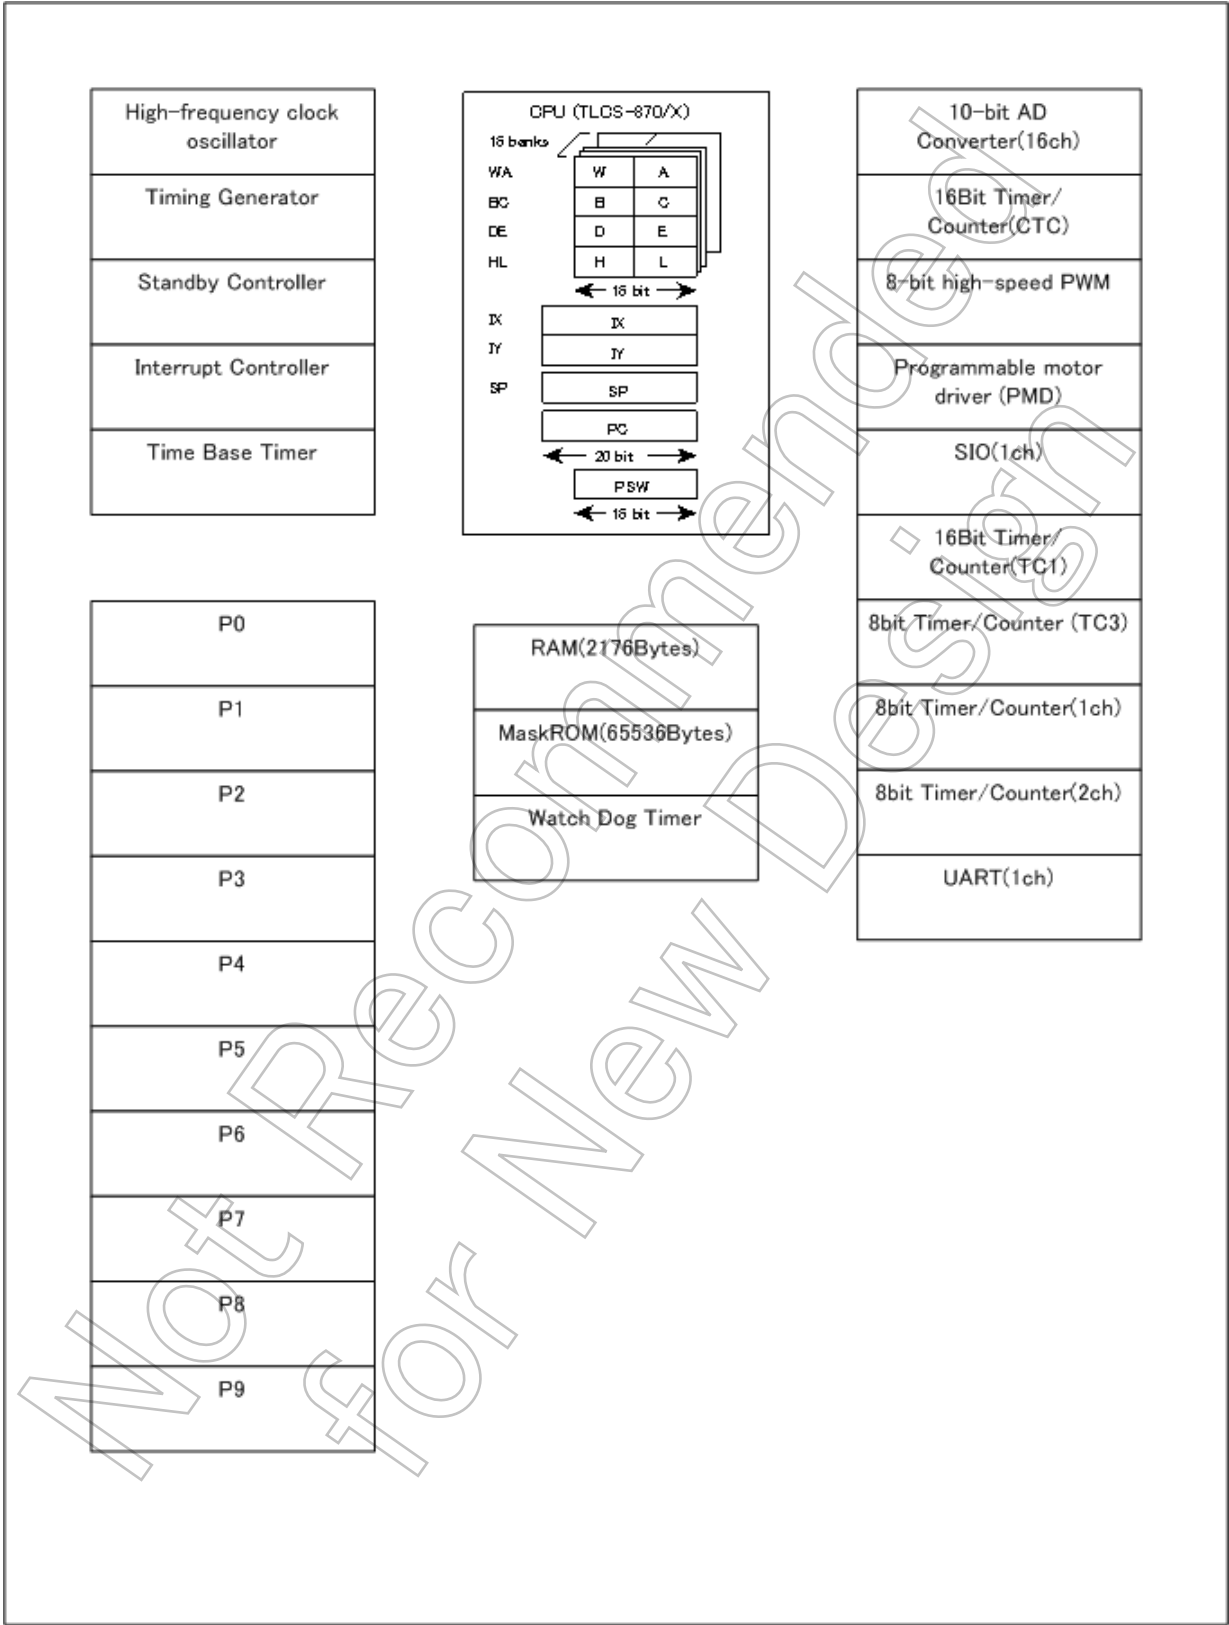 High-frequency clock
oscillator
Timing Generator
Standby Controller
Interrupt Controller
Time Base Timer
CPU (TLCS-870/X)
16 banks
WA W A
BC B C
DE D E
HL H L
16 bit
IX IX
IY IY
SP SP
PC
20 bit
PSW
16 bit
10-bit AD
Converter(16ch)
16Bit Timer/
Counter(CTC)
8-bit high-speed PWM
Programmable motor
driver (PMD)
SIO(1ch)
16Bit Timer/
Counter(TC1)
8bit Timer/Counter (TC3)
8bit Timer/Counter(1ch)
8bit Timer/Counter(2ch)
UART(1ch)
P0
P1
P2
P3
P4
P5
P6
P7
P8
P9
RAM(2176Bytes)
MaskROM(65536Bytes)
Watch Dog Timer
Not Recommended
for New Design